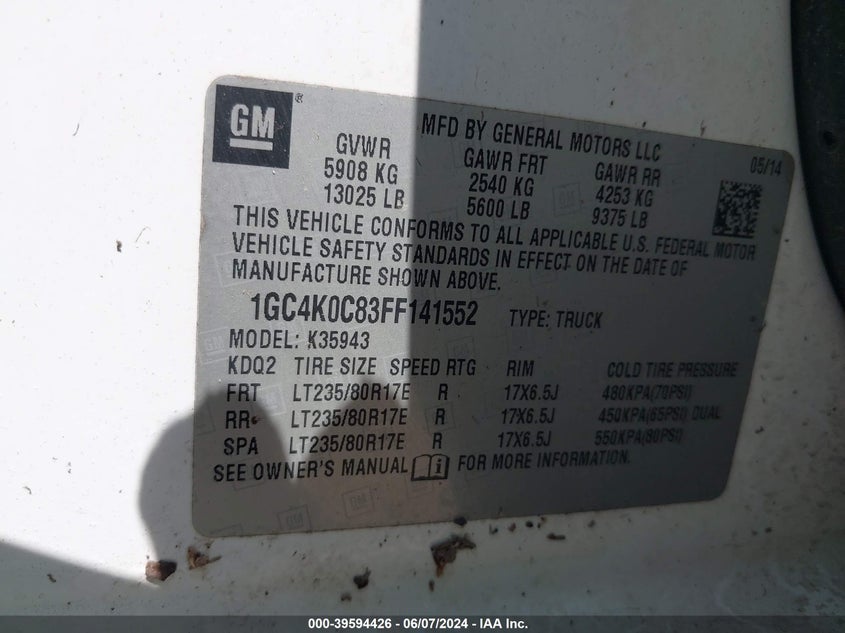 GM ®
MFD BY GENERAL MOTORS LLC
05/14
GVWR GAWR FRT GAWR RR
5908 KG 2540 KG 4253 KG
13025 LB 5600 LB 9375 LB
THIS VEHICLE CONFORMS TO ALL APPLICABLE U.S. FEDERAL MOTOR
VEHICLE SAFETY STANDARDS IN EFFECT ON THE DATE OF
MANUFACTURE SHOWN ABOVE.
1GC4K0C83FF141552 TYPE: TRUCK
MODEL: K35943
KDQ2 TIRE SIZE SPEED RTG RIM COLD TIRE PRESSURE
FRT LT235/80R17E R 17X6.5J 480KPA(70PSI)
RR LT235/80R17E R 17X6.5J 450KPA(65PSI) DUAL
SPA LT235/80R17E R 17X6.5J 550KPA(80PSI)
SEE OWNER'S MANUAL i FOR MORE INFORMATION.
000-39594426 - 06/07/2024 - IAA Inc.